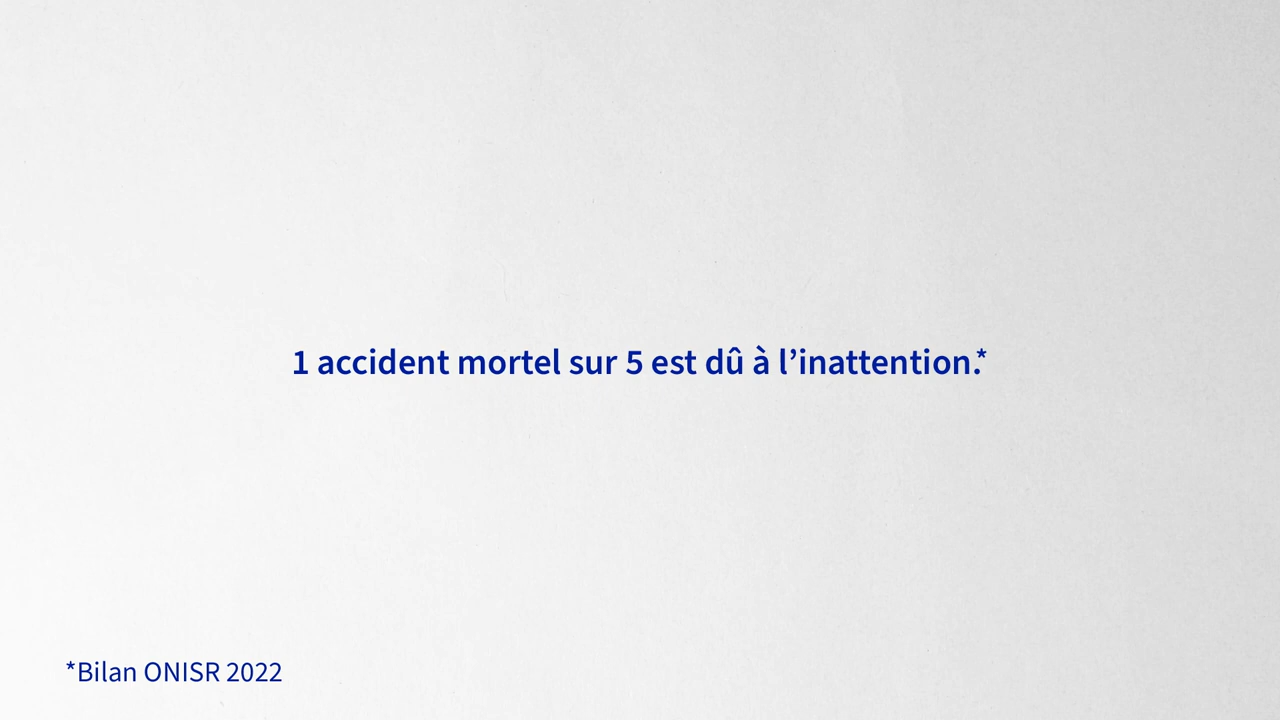 1 accident mortel sur 5 est dû à l’inattention.*
*Bilan ONISR 2022